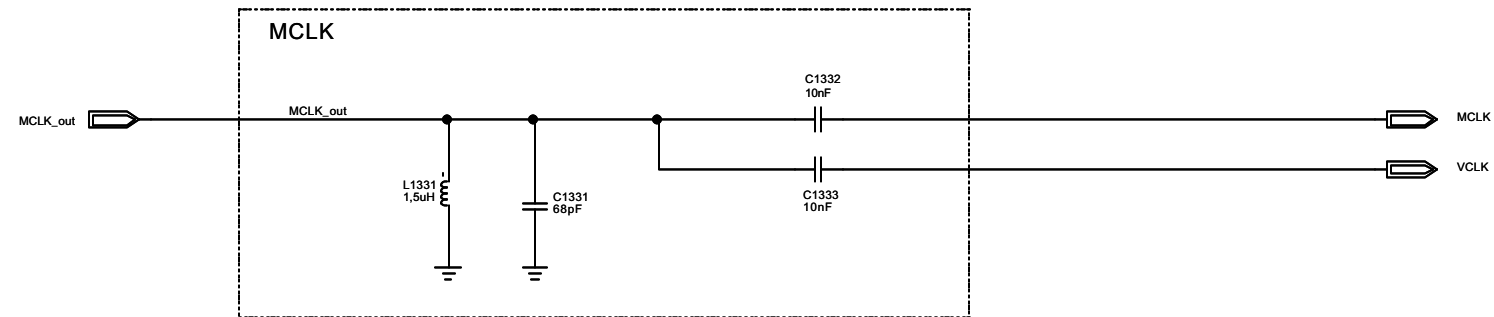 MCLK
C1332
10nF
MCLK_out
MCLK_out
MCLK
VCLK
L1331
1,5uH
C1331
68pF
C1333
10nF